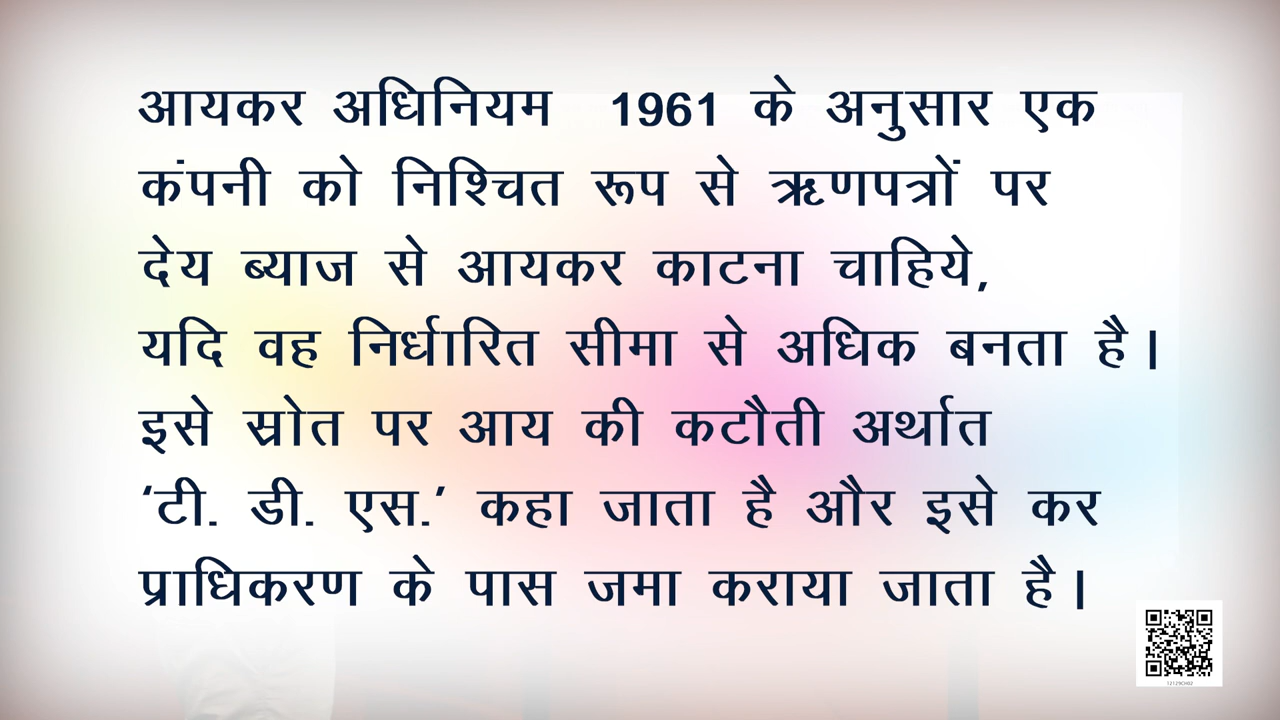 आयकर अधिनियम 1961 के अनुसार एक
कंपनी को निश्चित रूप से ऋणपत्रों पर
देय ब्याज से आयकर काटना चाहिये,
यदि वह निर्धारित सीमा से अधिक बनता है।
इसे स्रोत पर आय की कटौती अर्थात
‘टी. डी. एस.’ कहा जाता है और इसे कर
प्राधिकरण के पास जमा कराया जाता है।
12129CH02